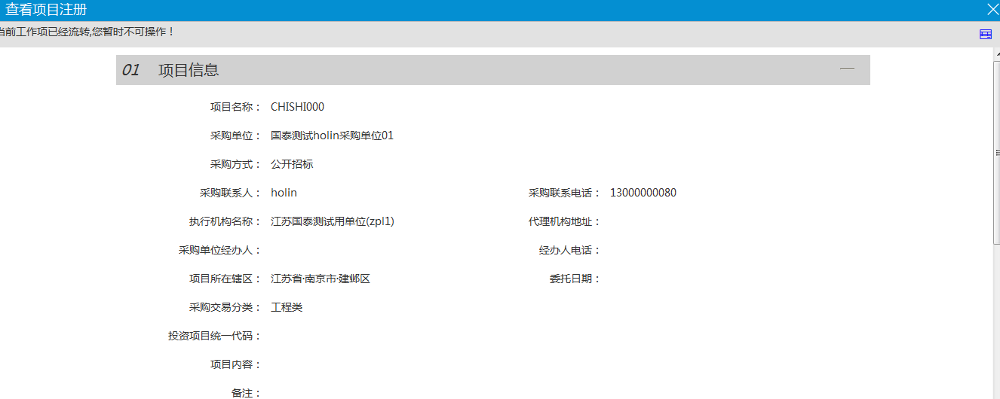 查看项目注册
当前工作项已经流转,您暂时不可操作！
01 项目信息
项目名称： CHISHI000
采购单位： 国泰测试holin采购单位01
采购方式： 公开招标
采购联系人： holin 采购联系电话： 13000000080
执行机构名称： 江苏国泰测试用单位(zpl1) 代理机构地址：
采购单位经办人： 经办人电话：
项目所在辖区： 江苏省·南京市·建邺区 委托日期：
采购交易分类： 工程类
投资项目统一代码：
项目内容：
备注：